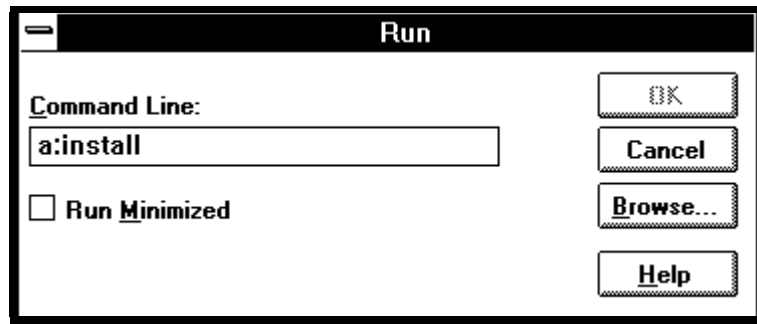 Run
Command Line:
a:install
Run Minimized
OK
Cancel
Browse...
Help